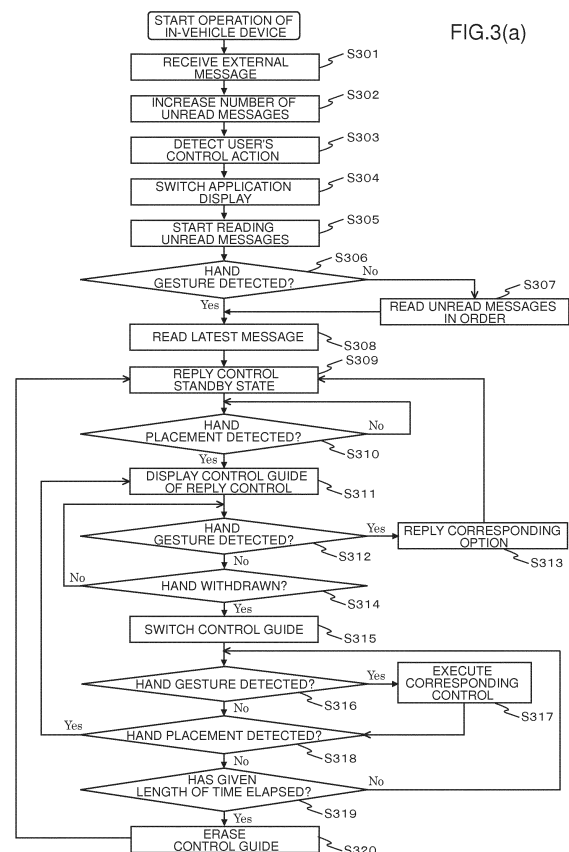 START OPERATION OF
IN-VEHICLE DEVICE
FIG.3(a)
S301
RECEIVE EXTERNAL
MESSAGE
S302
INCREASE NUMBER OF
UNREAD MESSAGES
S303
DETECT USER'S
CONTROL ACTION
S304
SWITCH APPLICATION
DISPLAY
S305
START READING
UNREAD MESSAGES
S306
HAND
GESTURE DETECTED?
No
S307
READ UNREAD MESSAGES
IN ORDER
Yes
READ LATEST MESSAGE
S308
S309
REPLY CONTROL
STANDBY STATE
HAND
PLACEMENT DETECTED?
No
S310
Yes
DISPLAY CONTROL GUIDE
OF REPLY CONTROL
S311
HAND
GESTURE DETECTED?
Yes
S312
REPLY CORRESPONDING
OPTION
S313
No
No
HAND WITHDRAWN?
S314
Yes
SWITCH CONTROL GUIDE
S315
HAND GESTURE DETECTED?
Yes
S316
EXECUTE
CORRESPONDING
CONTROL
S317
No
Yes
HAND PLACEMENT DETECTED?
S318
No
HAS GIVEN
LENGTH OF TIME ELAPSED?
No
S319
Yes
ERASE
CONTROL GUIDE
S320